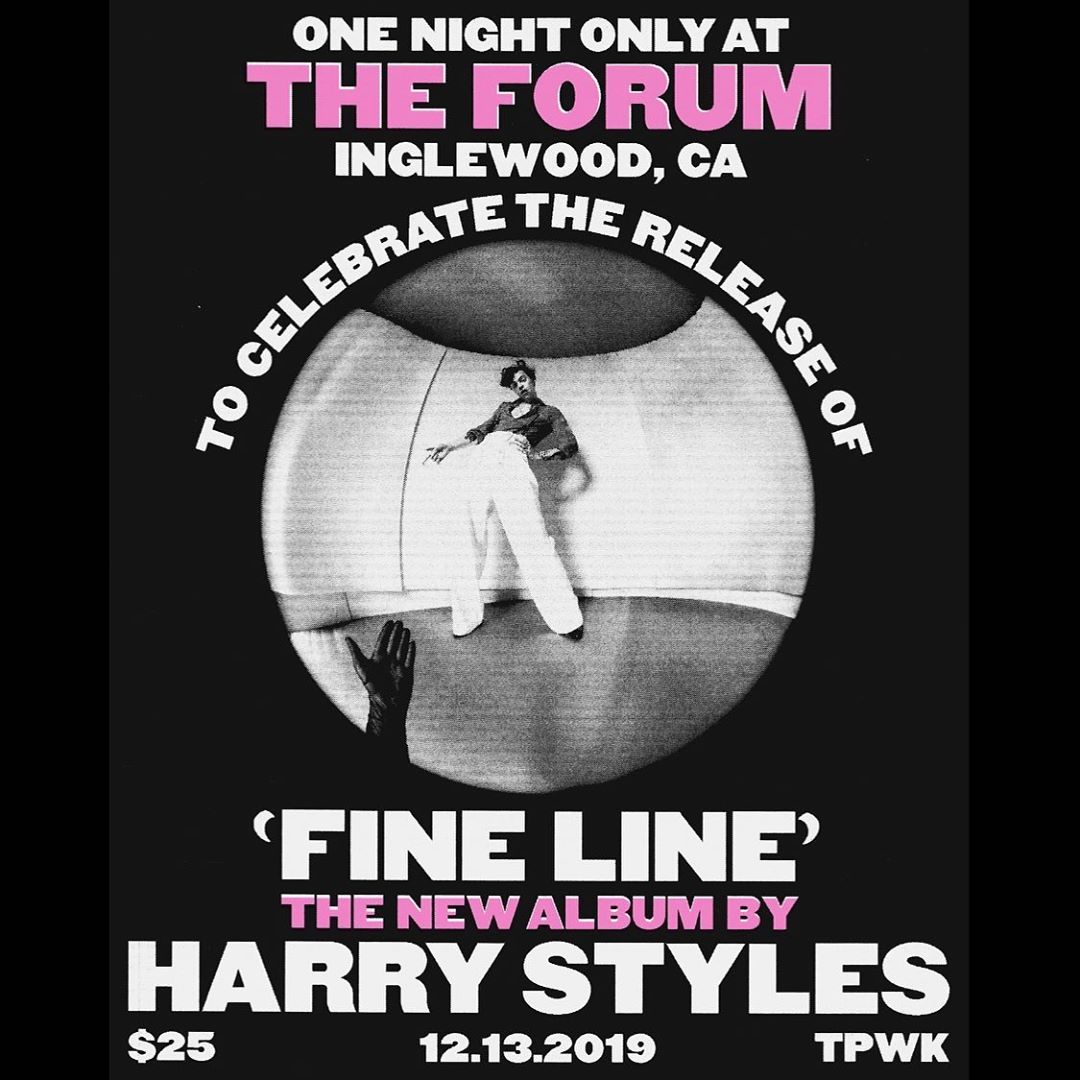 ONE NIGHT ONLY AT
THE FORUM
INGLEWOOD, CA
TO CELEBRATE THE RELEASE OF
‘FINE LINE’
THE NEW ALBUM BY
HARRY STYLES
$25 12.13.2019 TPWK